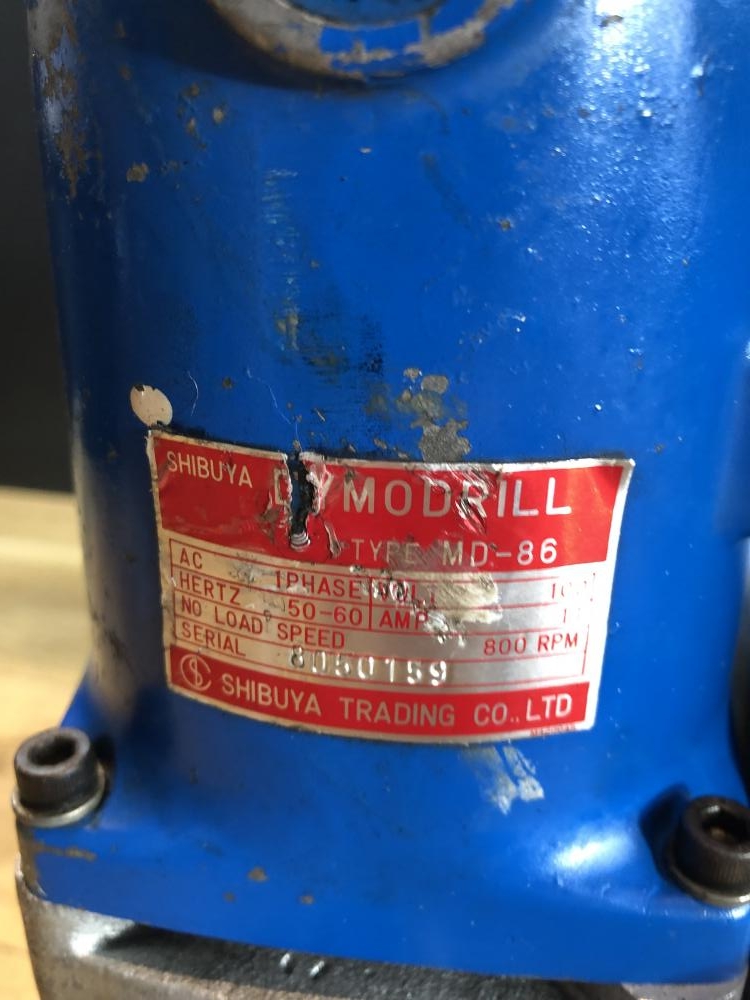 SHIBUYA MODRILL
TYPE MD-86
AC 1PHASE
HERTZ 50-60 AMP
NO LOAD SPEED 800 RPM
SERIAL 8050159
SHIBUYA TRADING CO., LTD